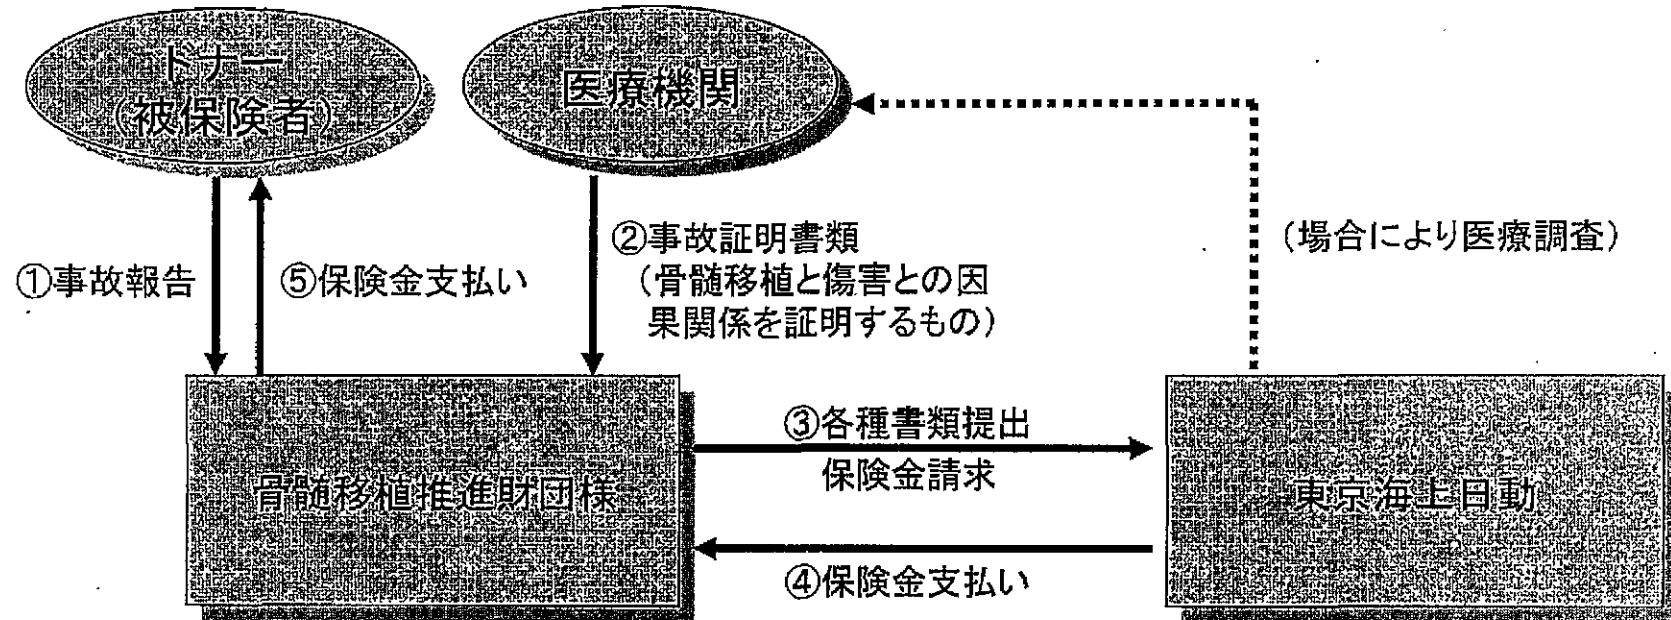 ドナー
(被保険者)
医療機関
①事故報告
⑤保険金支払い
②事故証明書類
(骨髄移植と傷害との因
果関係を証明するもの)
(場合により医療調査)
③各種書類提出
保険金請求
骨髄移植推進財団様
東京海上日動
④保険金支払い